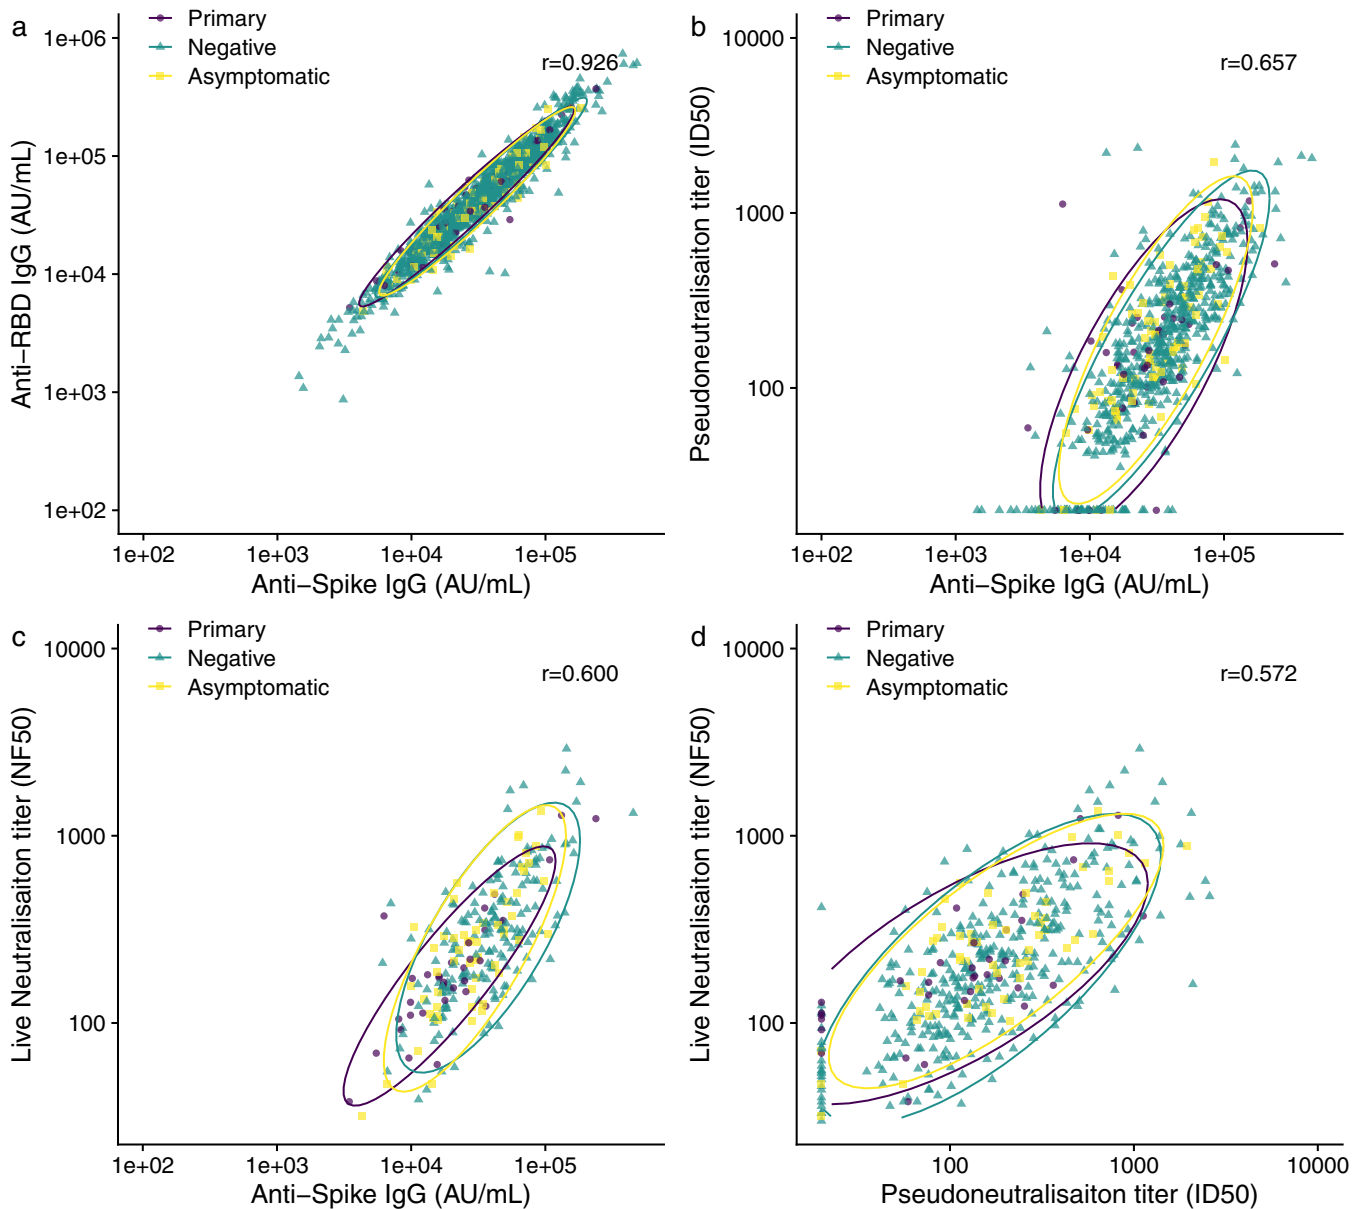 a
Primary
Negative
Asymptomatic
r=0.926
1e+06
1e+05
1e+04
1e+03
1e+02
Anti−RBD IgG (AU/mL)
1e+02 1e+03 1e+04 1e+05
Anti−Spike IgG (AU/mL)
b
Primary
Negative
Asymptomatic
r=0.657
10000
1000
100
Pseudoneutralisaiton titer (ID50)
1e+02 1e+03 1e+04 1e+05
Anti−Spike IgG (AU/mL)
c
Primary
Negative
Asymptomatic
r=0.600
10000
1000
100
Live Neutralisaiton titer (NF50)
1e+02 1e+03 1e+04 1e+05
Anti−Spike IgG (AU/mL)
d
Primary
Negative
Asymptomatic
r=0.572
10000
1000
100
Live Neutralisaiton titer (NF50)
100 1000 10000
Pseudoneutralisaiton titer (ID50)